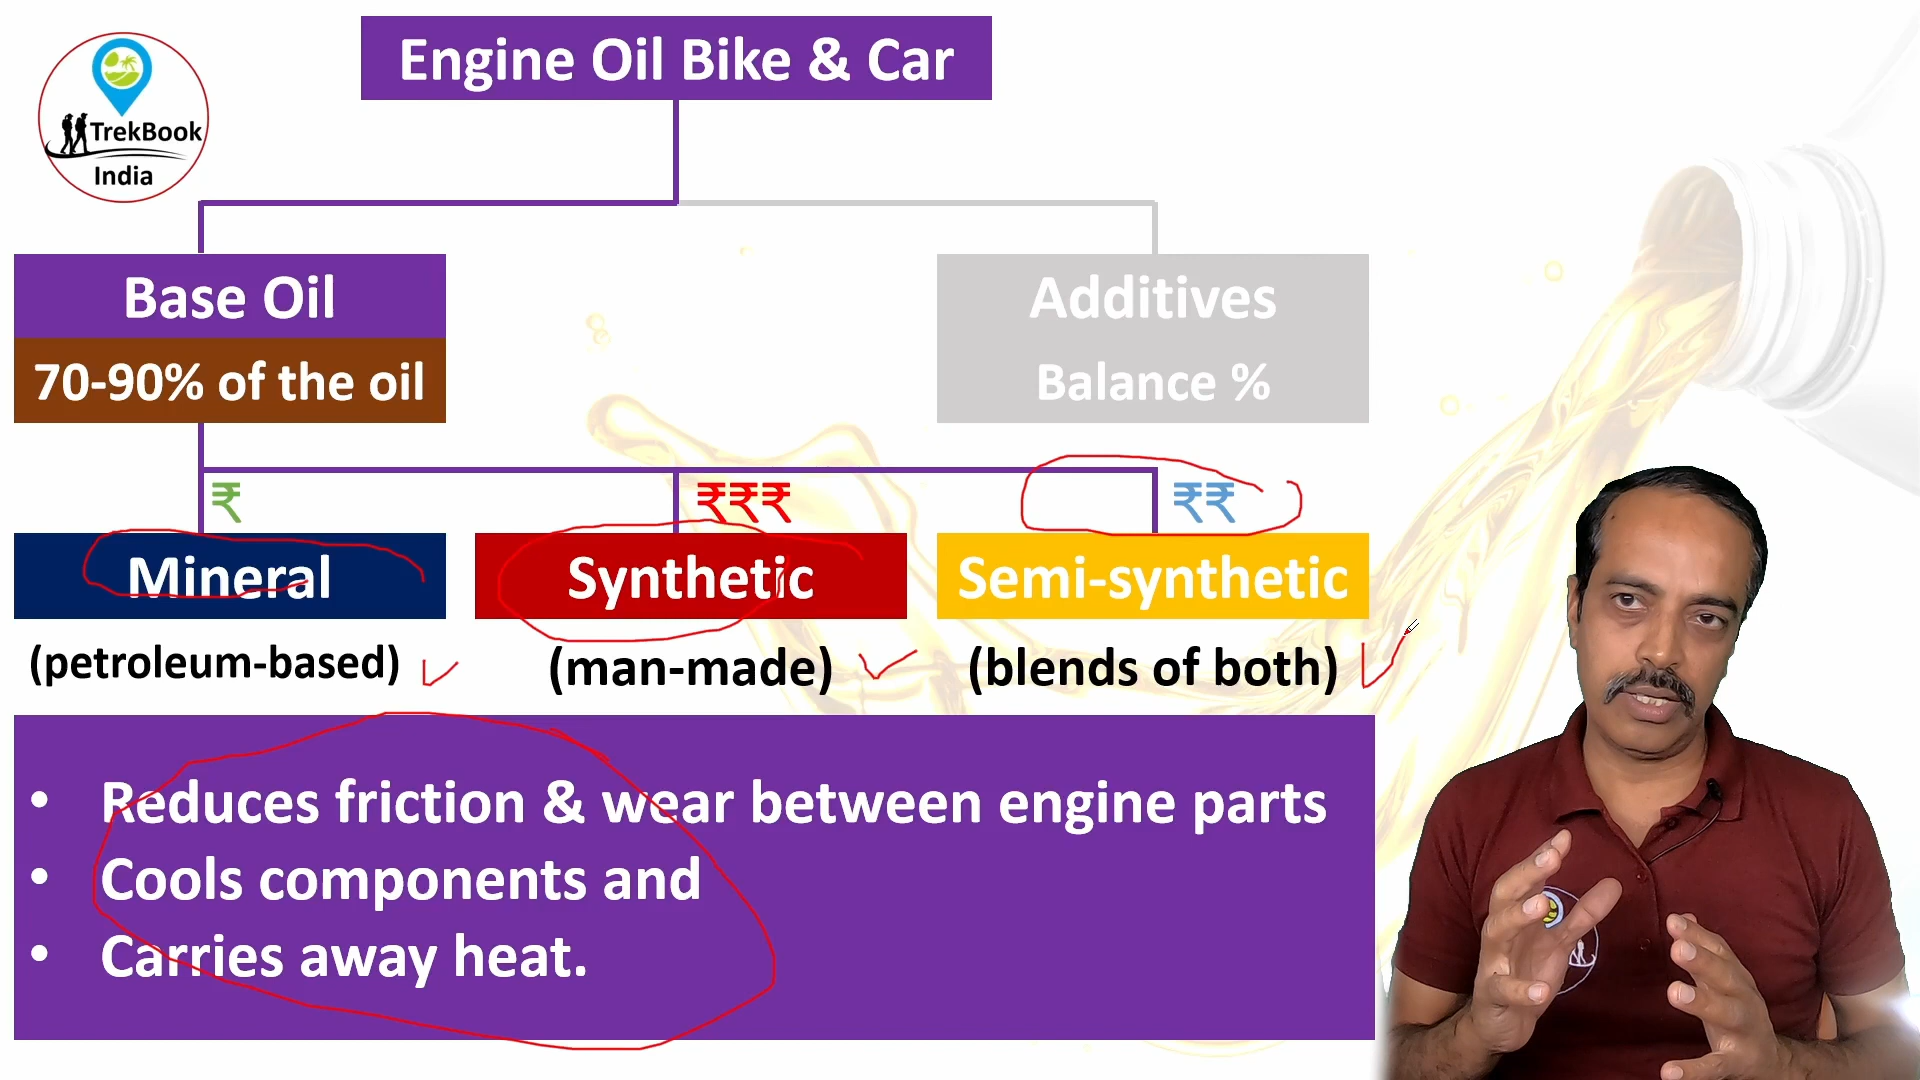 Engine Oil Bike & Car
TrekBook
India
Base Oil
70-90% of the oil
Additives
Balance %
₹
₹₹₹
₹₹
Mineral
Synthetic
Semi-synthetic
(petroleum-based)
(man-made)
(blends of both)
• Reduces friction & wear between engine parts
• Cools components and
• Carries away heat.